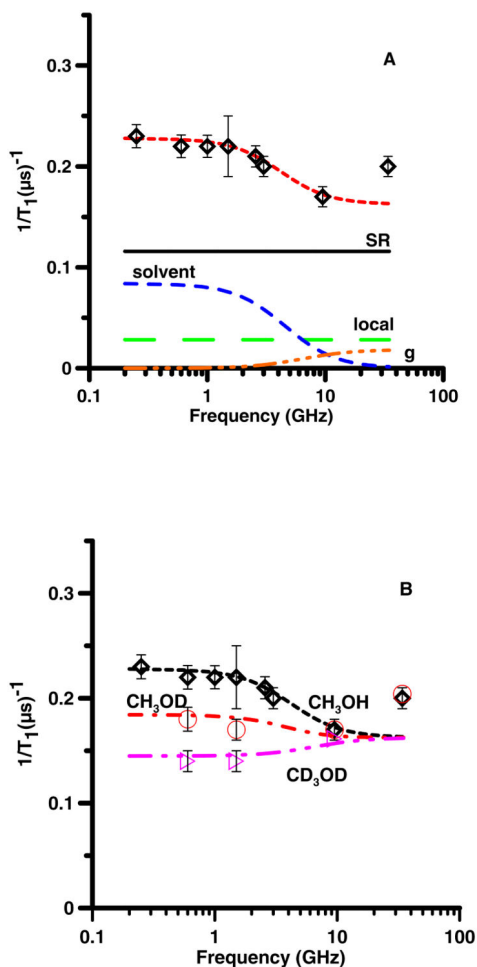 A
0.3
0.2
0.1
0
1/T₁(μs)⁻¹
SR
solvent
local
g
0.1
1
10
100
Frequency (GHz)
B
0.3
0.2
0.1
0
1/T₁(μs)⁻¹
CH₃OD
CH₃OH
CD₃OD
0.1
1
10
100
Frequency (GHz)